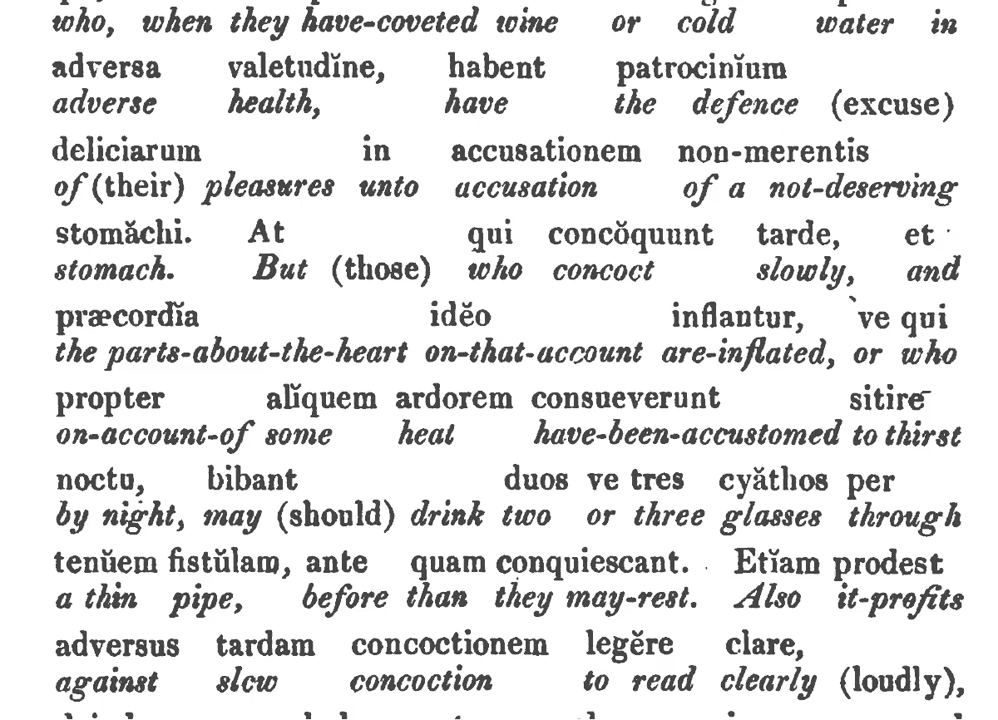 who, when they have-coveted wine or cold water in
adversa valetudĭne, habent patrocinĭum
adverse health, have the defence (excuse)
deliciarum in accusationem non-merentis
of (their) pleasures unto accusation of a not-deserving
stomăchi. At qui concŏquunt tarde, et
stomach. But (those) who concoct slowly, and
præcordĭa idĕo inflantur, ve qui
the parts-about-the-heart on-that-account are-inflated, or who
propter alĭquem ardorem consueverunt sitire
on-account-of some heat have-been-accustomed to thirst
noctu, bibant duos ve tres cyăthos per
by night, may (should) drink two or three glasses through
tenŭem fistŭlam, ante quam conquiescant. Etĭam prodest
a thin pipe, before than they may-rest. Also it-profits
adversus tardam concoctionem legĕre clare,
against slow concoction to read clearly (loudly),